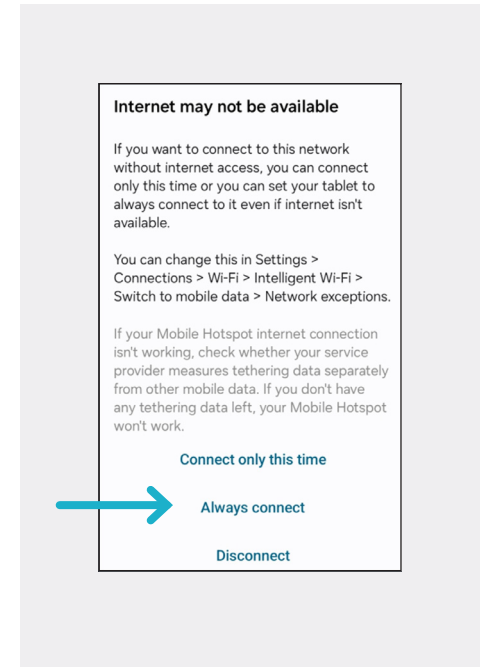 Internet may not be available
If you want to connect to this network
without internet access, you can connect
only this time or you can set your tablet to
always connect to it even if internet isn't
available.
You can change this in Settings >
Connections > Wi-Fi > Intelligent Wi-Fi >
Switch to mobile data > Network exceptions.
If your Mobile Hotspot internet connection
isn't working, check whether your service
provider measures tethering data separately
from other mobile data. If you don't have
any tethering data left, your Mobile Hotspot
won't work.
Connect only this time
Always connect
Disconnect